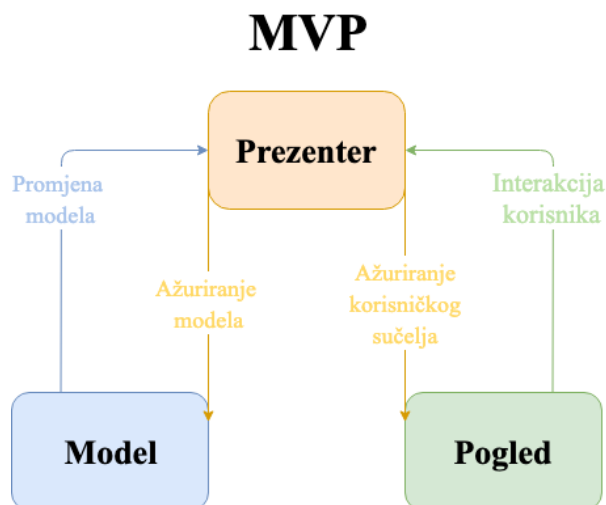 MVP
Prezenter
Promjena
modela
Interakcija
korisnika
Ažuriranje
modela
Ažuriranje
korisničkog
sučelja
Model
Pogled